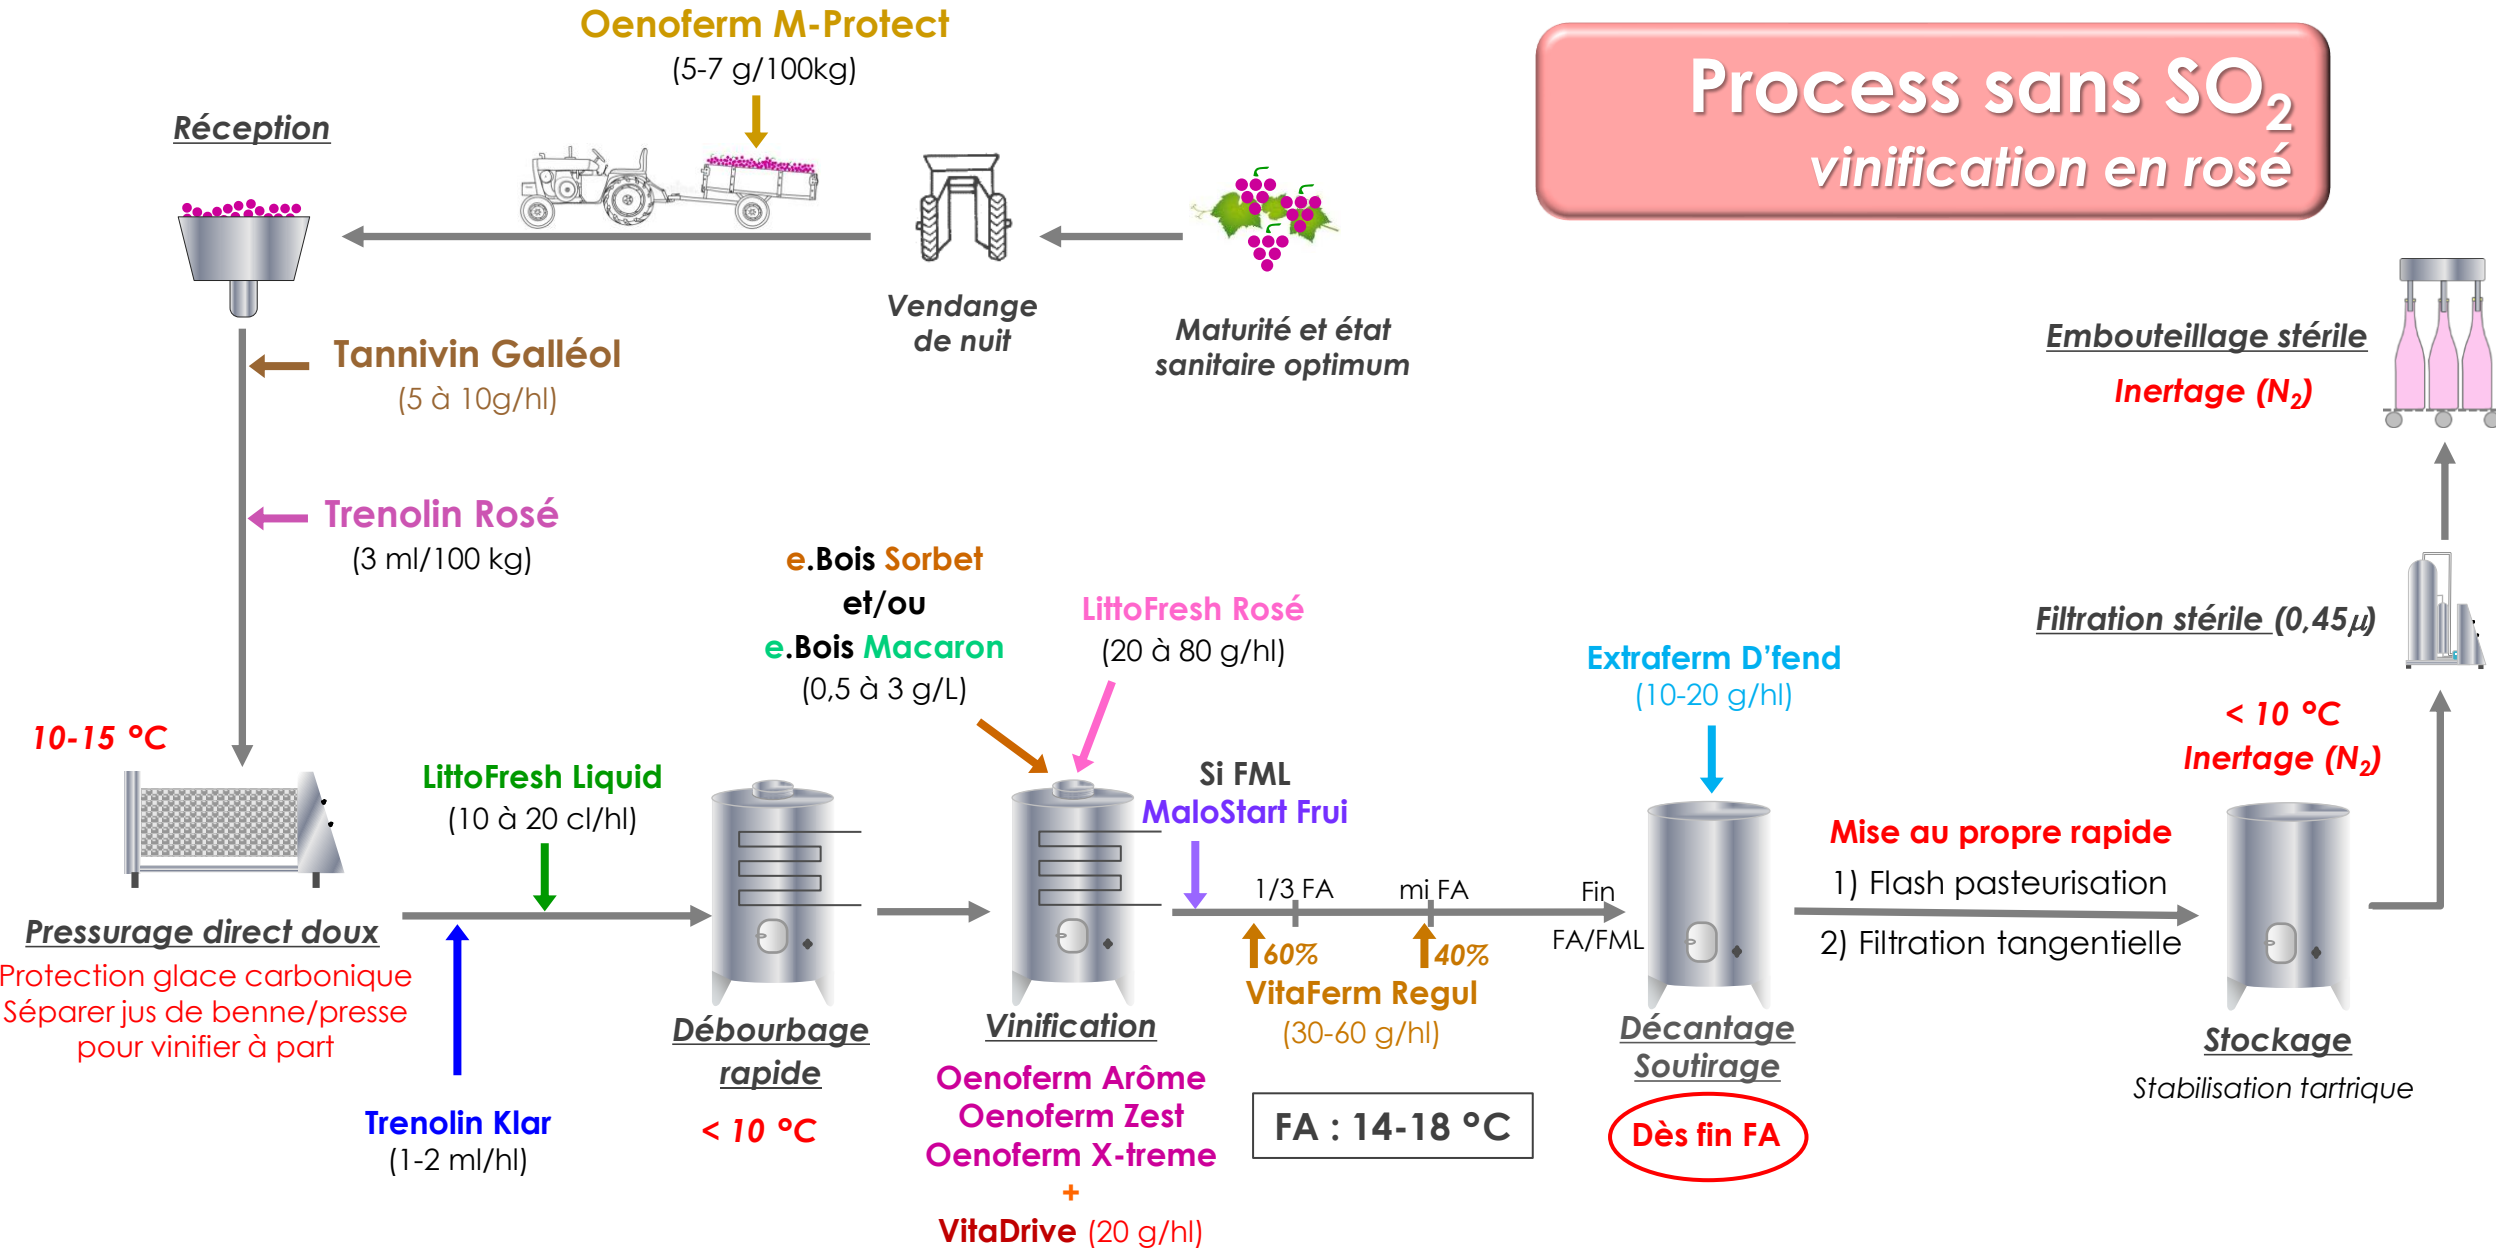 Oenoferm M-Protect
(5-7 g/100kg)
Process sans SO2
vinification en rosé
Réception
Vendange
de nuit
Maturité et état
sanitaire optimum
Tannivin Galléol
(5 à 10g/hl)
Trenolin Rosé
(3 ml/100 kg)
10-15 °C
Pressurage direct doux
Protection glace carbonique
Séparer jus de benne/presse
pour vinifier à part
LittoFresh Liquid
(10 à 20 cl/hl)
Trenolin Klar
(1-2 ml/hl)
Débourbage
rapide
< 10 °C
e.Bois Sorbet
et/ou
e.Bois Macaron
(0,5 à 3 g/L)
LittoFresh Rosé
(20 à 80 g/hl)
Vinification
Oenoferm Arôme
Oenoferm Zest
Oenoferm X-treme
+
VitaDrive (20 g/hl)
Si FML
MaloStart Frui
1/3 FA
mi FA
Fin
FA/FML
60%
40%
VitaFerm Regul
(30-60 g/hl)
FA : 14-18 °C
Extraferm D'fend
(10-20 g/hl)
Décantage
Soutirage
Dès fin FA
Mise au propre rapide
1) Flash pasteurisation
2) Filtration tangentielle
< 10 °C
Inertage (N2)
Stockage
Stabilisation tartrique
Filtration stérile (0,45µ)
Embouteillage stérile
Inertage (N2)